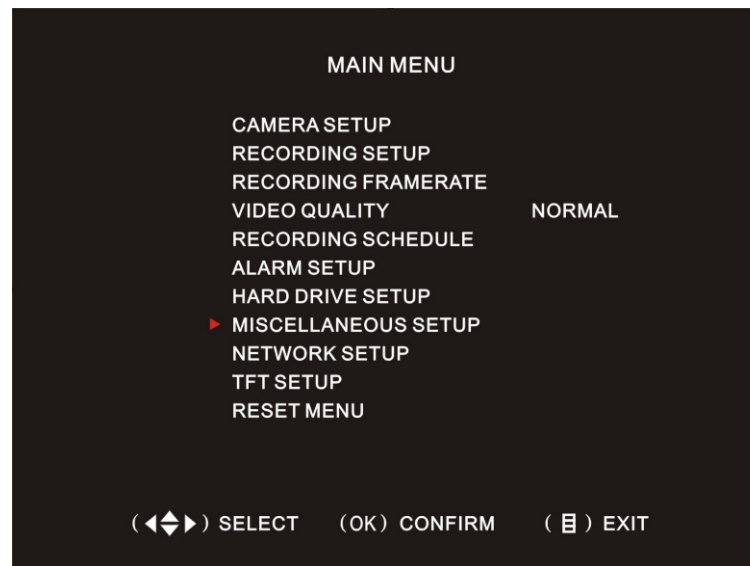 MAIN MENU
CAMERA SETUP
RECORDING SETUP
RECORDING FRAMERATE
VIDEO QUALITY NORMAL
RECORDING SCHEDULE
ALARM SETUP
HARD DRIVE SETUP
MISCELLANEOUS SETUP
NETWORK SETUP
TFT SETUP
RESET MENU
( ) SELECT (OK) CONFIRM ( ) EXIT